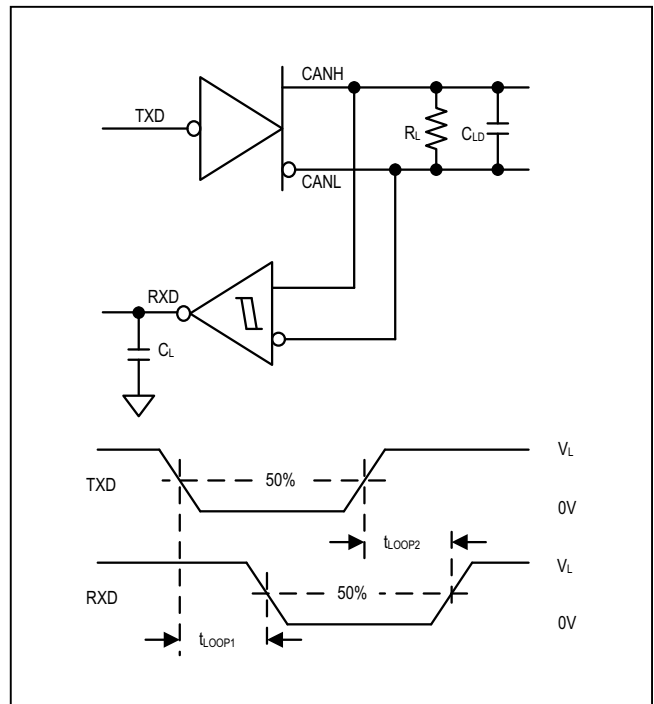 CANH
TXD
RL
CLD
CANL
RXD
CL
VL
TXD
50%
0V
tLOOP2
VL
RXD
50%
0V
tLOOP1